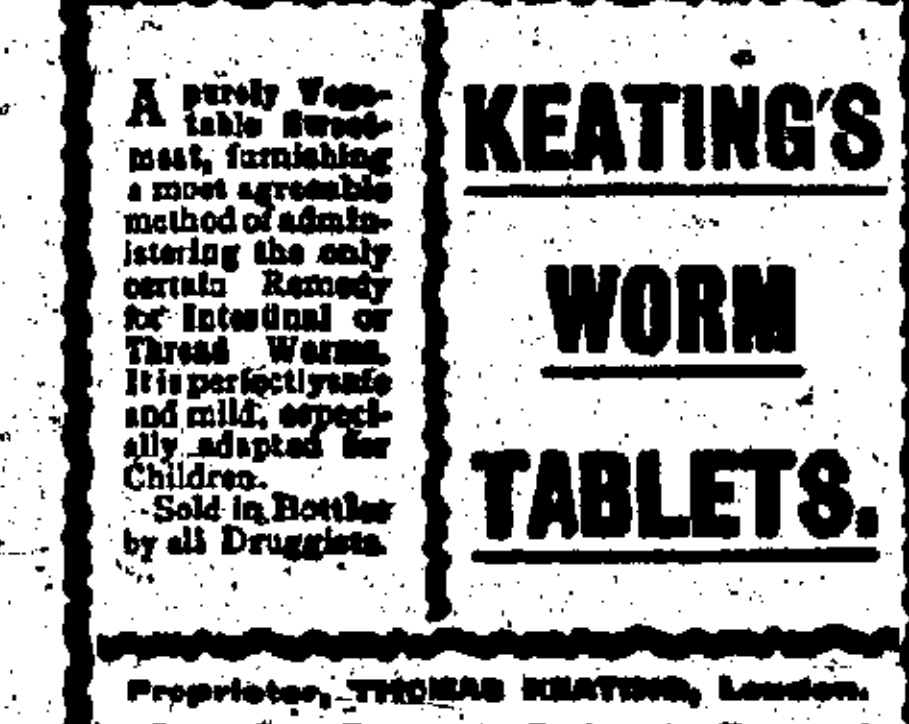 A purely Vege-
table Sweet-
meat, furnishing
a most agreeable
method of admin-
istering the only
certain Remedy
for Intestinal or
Thread Worms.
It is perfectly safe
and mild, especi-
ally adapted for
Children.
Sold in Bottles
by all Druggists.
KEATING'S
WORM
TABLETS.
Proprietor, THOMAS KEATING, London.